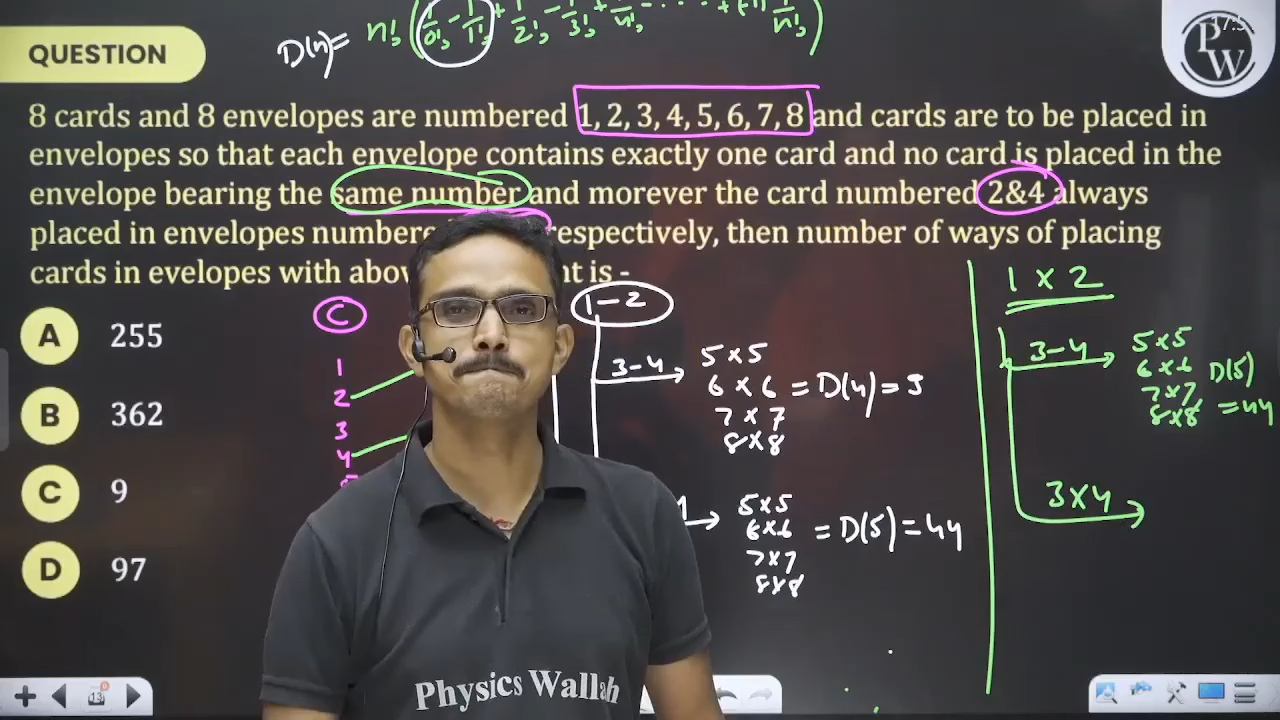 D(n) = n! ( 1/0! - 1/1! + 1/2! - 1/3! + 1/4! - . . . . + (-1)
QUESTION
17:5
PW
8 cards and 8 envelopes are numbered 1, 2, 3, 4, 5, 6, 7, 8 and cards are to be placed in
envelopes so that each envelope contains exactly one card and no card is placed in the
envelope bearing the same number and morever the card numbered 2&4 always
placed in envelopes respectively, then number of ways of placing
cards in evelopes with is -
A 255
B 362
C 9
D 97
C
1
2
3
4
1 - 2
3-4
5 x 5
6 x 6 = D(4) = 9
7 x 7
8 x 8
5 x 5
6 x 6 = D(5) = 44
7 x 7
8 x 8
1 x 2
3-4
5 x 5
6 x 6 D(5)
7 x 7
8 x 8 = 44
3 x 4
Physics Wallah
13